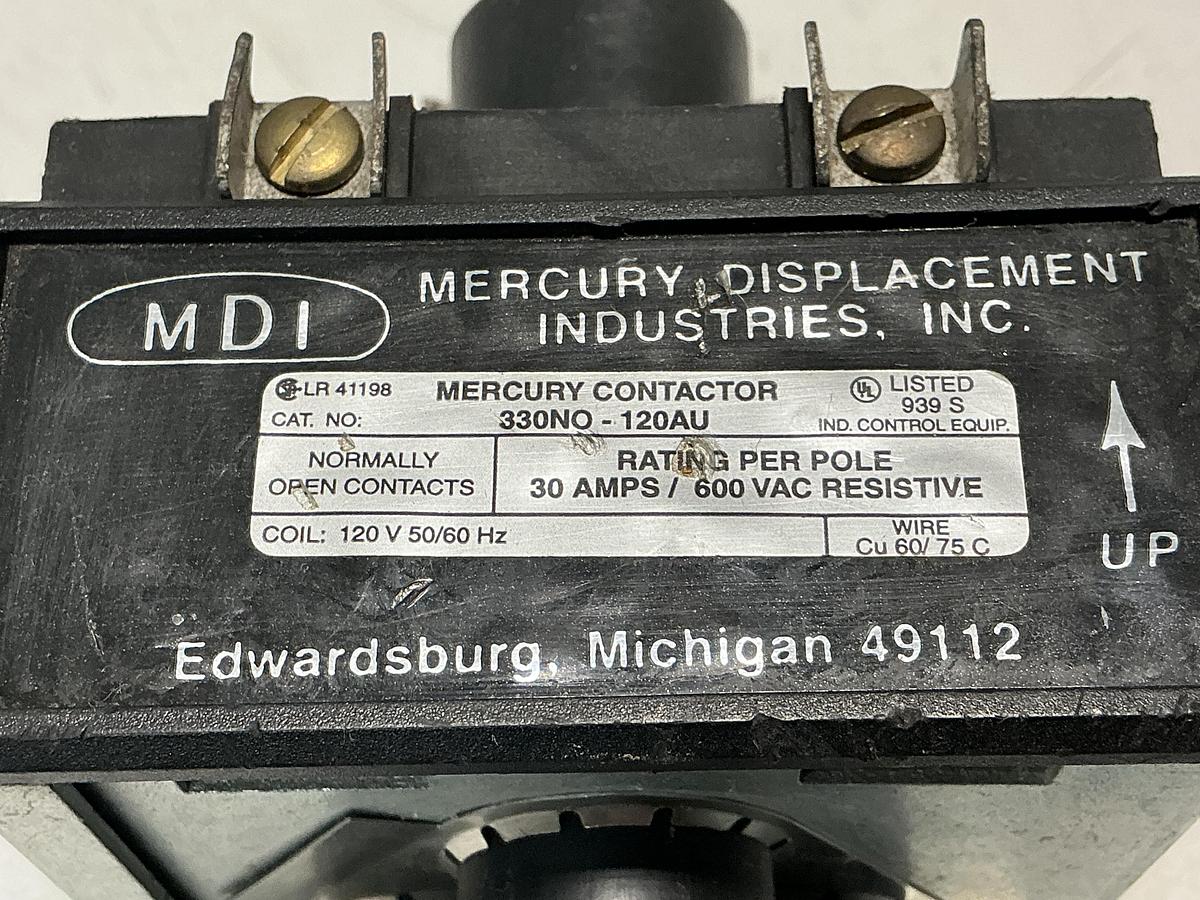 MDI
MERCURY DISPLACEMENT
INDUSTRIES, INC.
LR 41198
MERCURY CONTACTOR
UL LISTED
939 S
CAT. NO: 330NO - 120AU
IND. CONTROL EQUIP.
NORMALLY
OPEN CONTACTS
RATING PER POLE
30 AMPS / 600 VAC RESISTIVE
COIL: 120 V 50/60 Hz
WIRE
Cu 60/ 75 C
UP
Edwardsburg, Michigan 49112